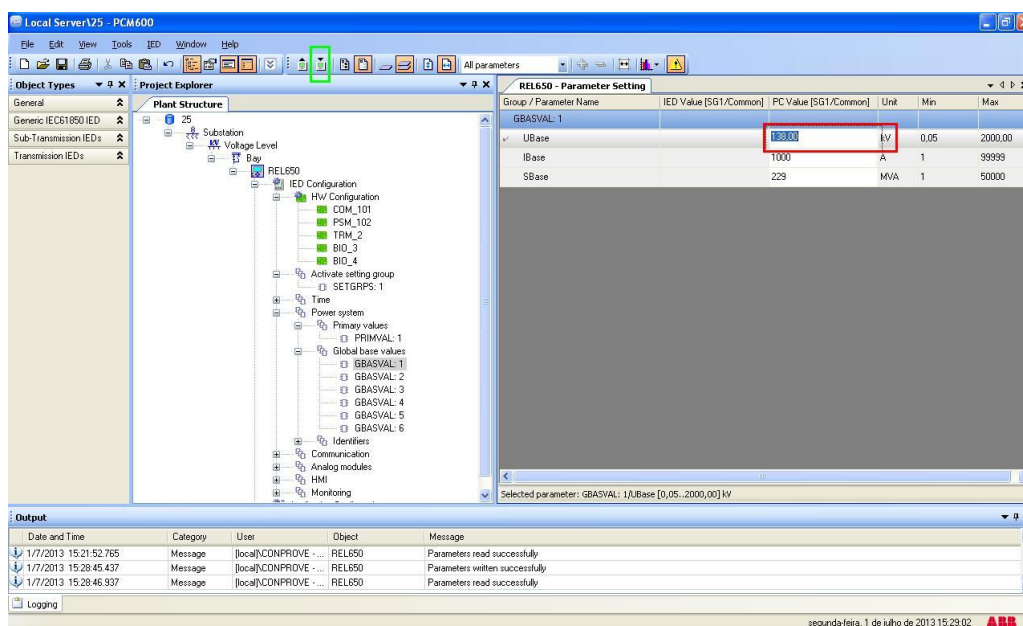 Local Server\25 - PCM600
File Edit View Tools IED Window Help
All parameters
Object Types
General
Generic IEC61850 IED
Sub-Transmission IEDs
Transmission IEDs
Project Explorer
Plant Structure
25
Substation
Voltage Level
Bay
REL650
IED Configuration
HW Configuration
COM_101
PSM_102
TRM_2
BIO_3
BIO_4
Activate setting group
SETGRPS: 1
Time
Power system
Primary values
PRIMVAL: 1
Global base values
GBASVAL: 1
GBASVAL: 2
GBASVAL: 3
GBASVAL: 4
GBASVAL: 5
GBASVAL: 6
Identifiers
Communication
Analog modules
HMI
Monitoring
REL650 - Parameter Setting
Group / Parameter Name IED Value [SG1/Common] PC Value [SG1/Common] Unit Min Max
GBASVAL: 1
UBase 138,00 kV 0,05 2000,00
IBase 1000 A 1 99999
SBase 229 MVA 1 50000
Selected parameter: GBASVAL: 1/UBase [0,05..2000,00] kV
Output
Date and Time Category User Object Message
1/7/2013 15:21:52.765 Message [local]\CONPROVE - ... REL650 Parameters read successfully
1/7/2013 15:28:45.437 Message [local]\CONPROVE - ... REL650 Parameters written successfully
1/7/2013 15:28:46.937 Message [local]\CONPROVE - ... REL650 Parameters read successfully
Logging
segunda-feira, 1 de julho de 2013 15:29:02 ABB